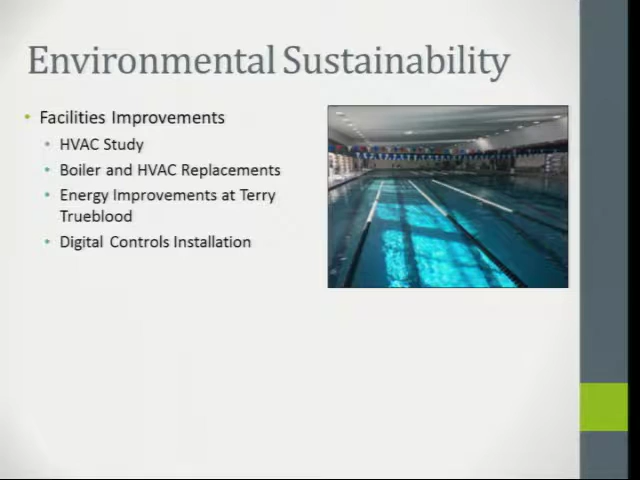 Environmental Sustainability
• Facilities Improvements
• HVAC Study
• Boiler and HVAC Replacements
• Energy Improvements at Terry
Trueblood
• Digital Controls Installation